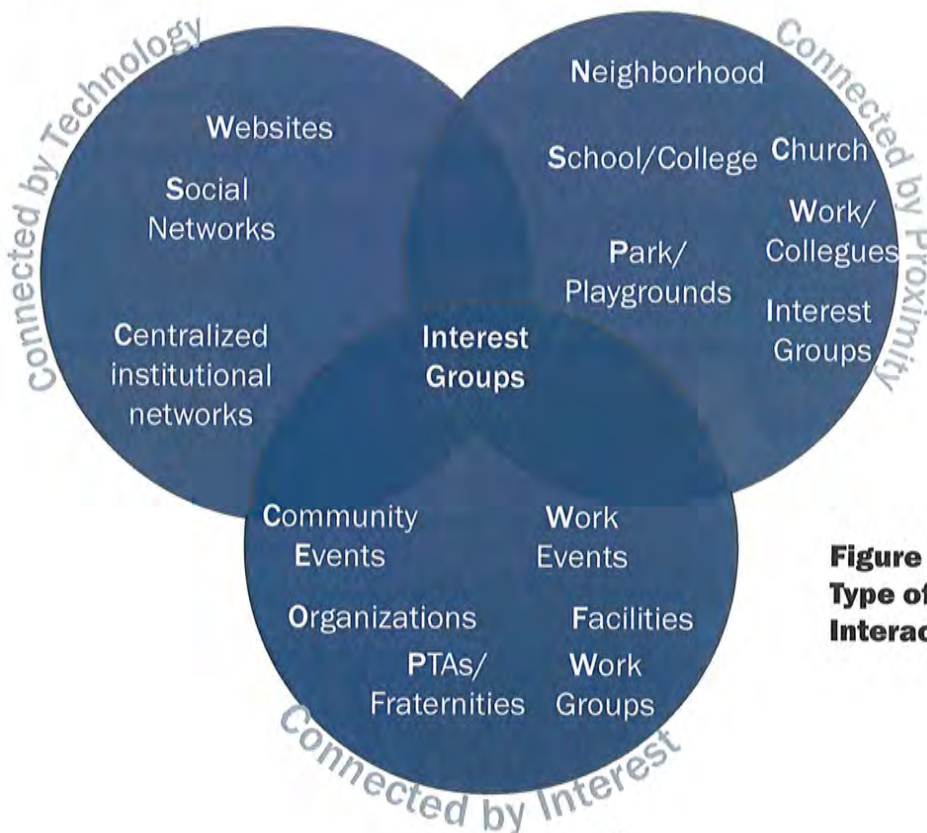 Connected by Technology
Websites
Social
Networks
Centralized
institutional
networks
Connected by Proximity
Neighborhood
School/College
Church
Work/
Collegues
Park/
Playgrounds
Interest
Groups
Interest
Groups
Community
Events
Work
Events
Organizations
Facilities
PTAs/
Fraternities
Work
Groups
Connected by Interest
Figure
Type of